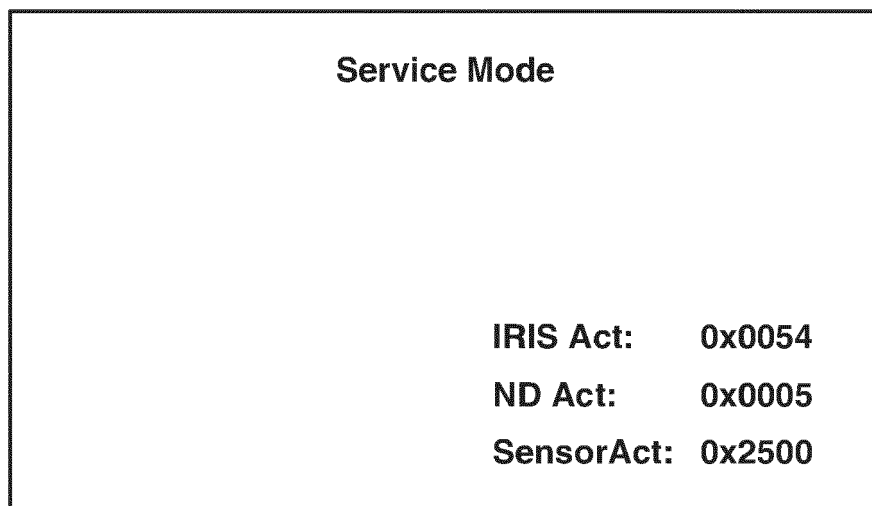 Service Mode
IRIS Act: 0x0054
ND Act: 0x0005
SensorAct: 0x2500